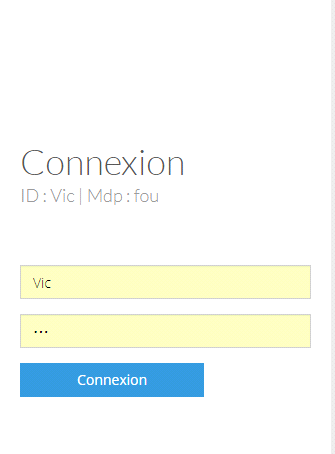 Connexion
ID : Vic | Mdp : fou
Vic
•••
Connexion